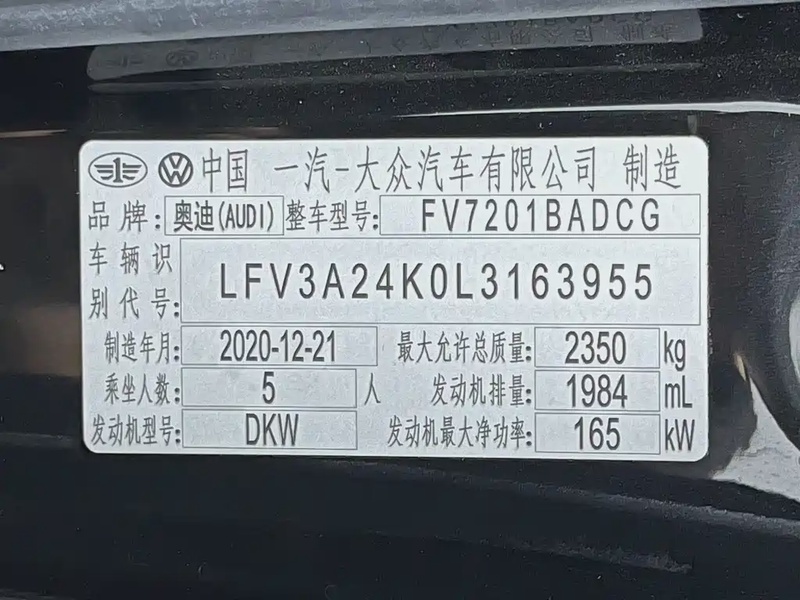 中国 一汽-大众汽车有限公司 制造
品牌: 奥迪(AUDI) 整车型号: FV7201BADCG
车辆识别代号: LFV3A24K0L3163955
制造年月: 2020-12-21 最大允许总质量: 2350 kg
乘坐人数: 5 人 发动机排量: 1984 mL
发动机型号: DKW 发动机最大净功率: 165 kW